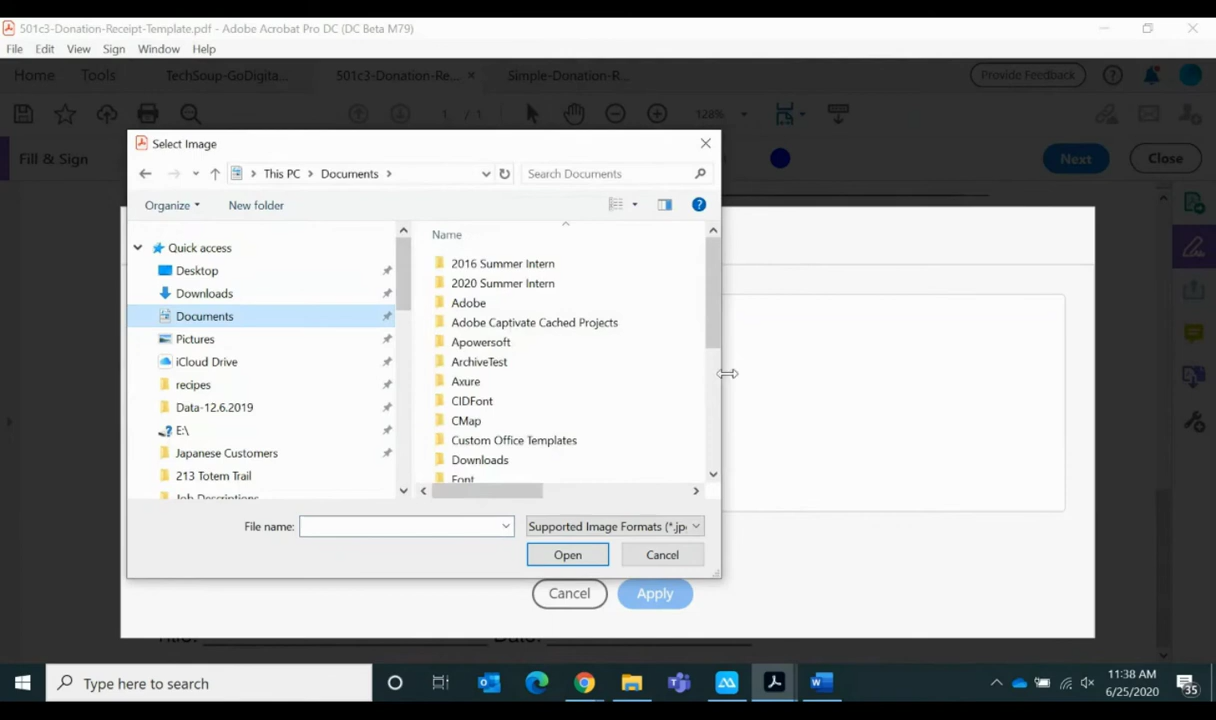 501c3-Donation-Receipt-Template.pdf - Adobe Acrobat Pro DC (DC Beta M79)
File Edit View Sign Window Help
Home Tools TechSoup-GoDigita... 501c3-Donation-Re... × Simple-Donation-R... Provide Feedback
1 / 1 128%
Fill & Sign Next Close
Select Image
This PC > Documents > Search Documents
Organize New folder
Name
Quick access
Desktop
Downloads
Documents
Pictures
iCloud Drive
recipes
Data-12.6.2019
E:\
Japanese Customers
213 Totem Trail
Job Descriptions
2016 Summer Intern
2020 Summer Intern
Adobe
Adobe Captivate Cached Projects
Apowersoft
ArchiveTest
Axure
CIDFont
CMap
Custom Office Templates
Downloads
Font
File name: Supported Image Formats (*.jp
Open Cancel
Cancel Apply
Title: Date:
Type here to search
11:38 AM
6/25/2020
35